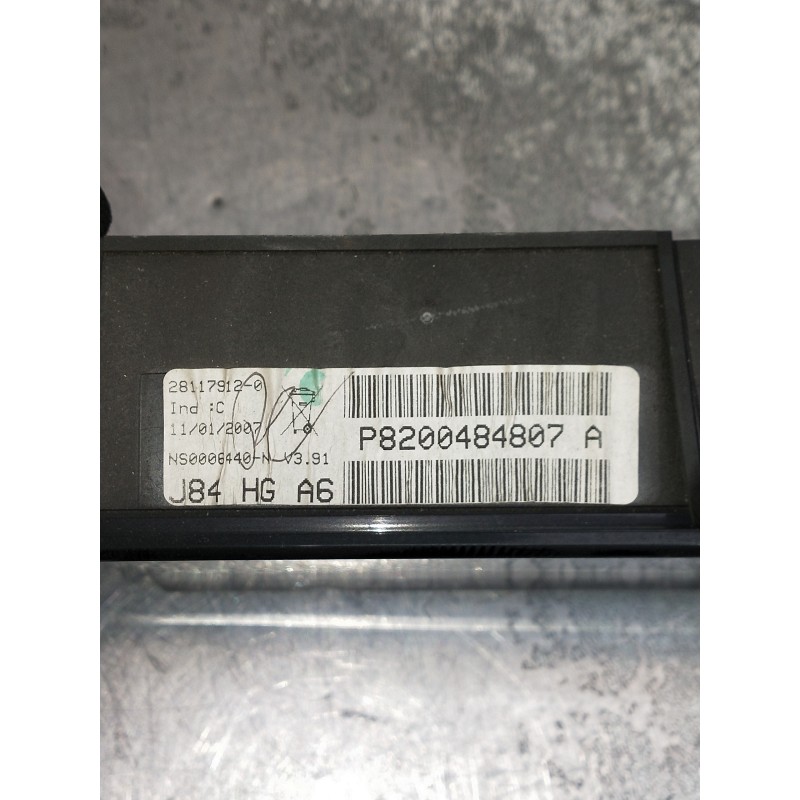 28117912-0
Ind :C
11/01/2007
NS0006440-N V3.91
J84 HG A6
P8200484807 A